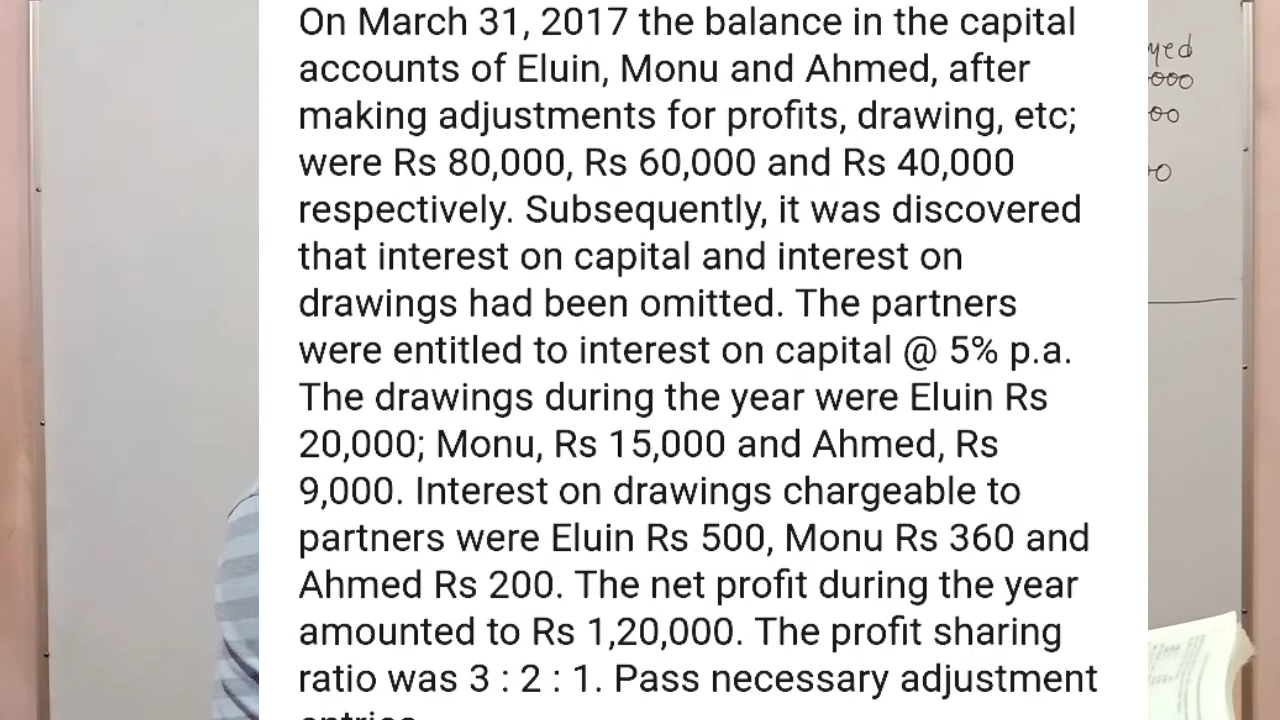 On March 31, 2017 the balance in the capital
accounts of Eluin, Monu and Ahmed, after
making adjustments for profits, drawing, etc;
were Rs 80,000, Rs 60,000 and Rs 40,000
respectively. Subsequently, it was discovered
that interest on capital and interest on
drawings had been omitted. The partners
were entitled to interest on capital @ 5% p.a.
The drawings during the year were Eluin Rs
20,000; Monu, Rs 15,000 and Ahmed, Rs
9,000. Interest on drawings chargeable to
partners were Eluin Rs 500, Monu Rs 360 and
Ahmed Rs 200. The net profit during the year
amounted to Rs 1,20,000. The profit sharing
ratio was 3 : 2 : 1. Pass necessary adjustment